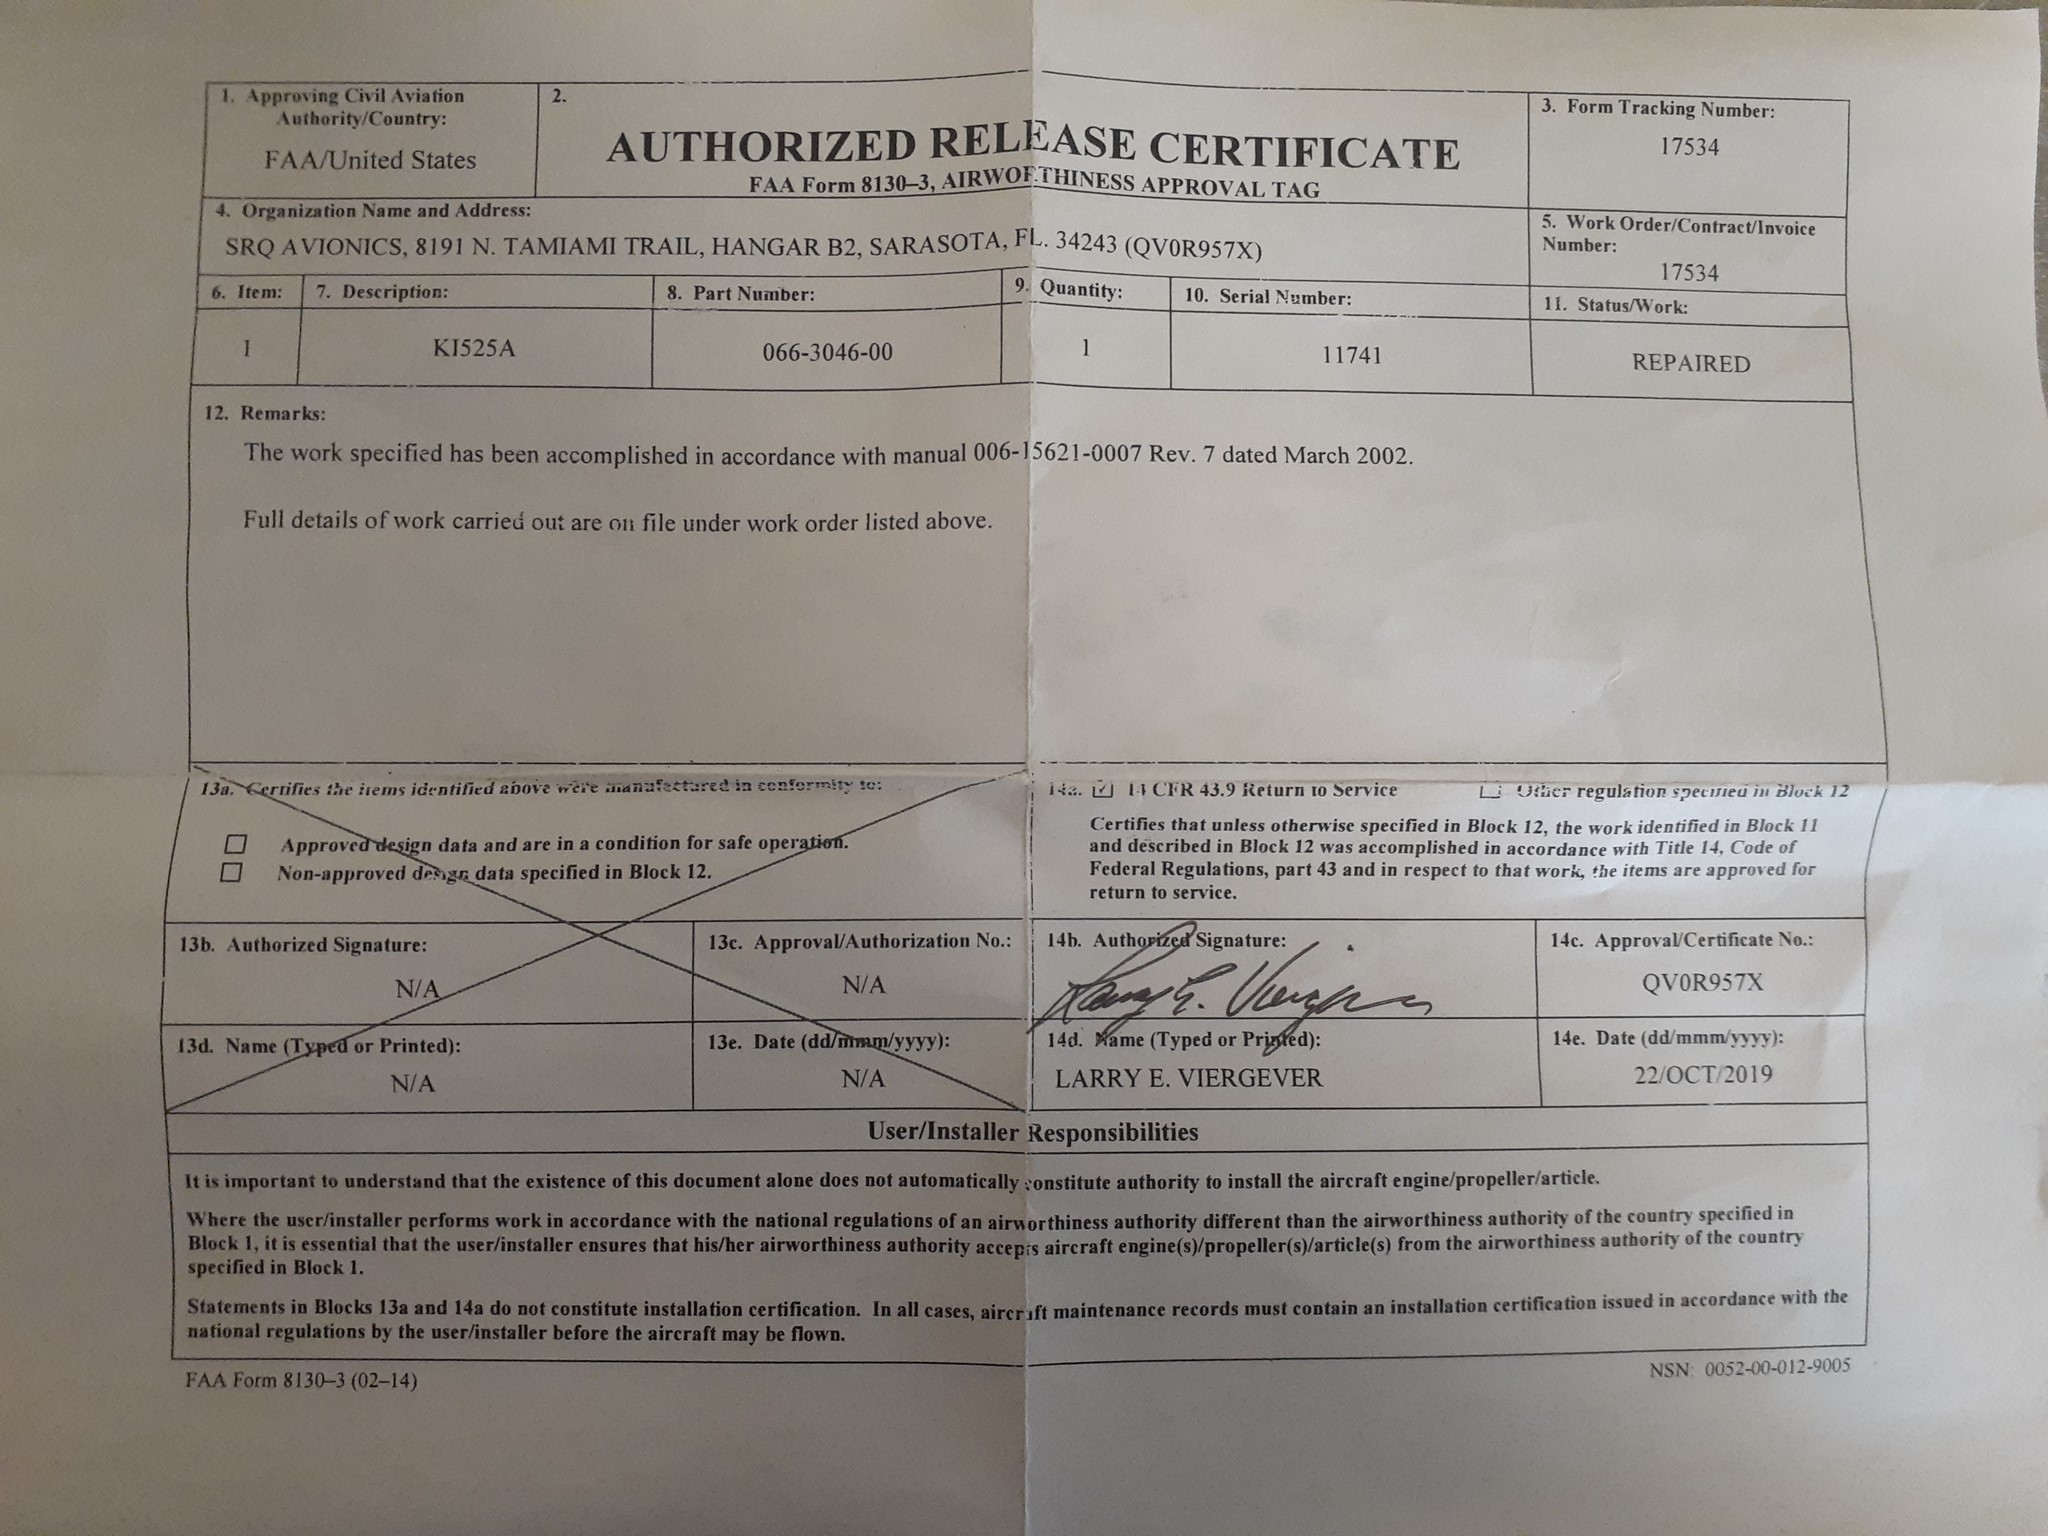 1. Approving Civil Aviation
Authority/Country:
FAA/United States
2.
AUTHORIZED RELEASE CERTIFICATE
FAA Form 8130–3, AIRWORTHINESS APPROVAL TAG
3. Form Tracking Number:
17534
4. Organization Name and Address:
SRQ AVIONICS, 8191 N. TAMIAMI TRAIL, HANGAR B2, SARASOTA, FL. 34243 (QV0R957X)
5. Work Order/Contract/Invoice
Number:
17534
6. Item:
7. Description:
8. Part Number:
9. Quantity:
10. Serial Number:
11. Status/Work:
1
KI525A
066-3046-00
1
11741
REPAIRED
12. Remarks:
The work specified has been accomplished in accordance with manual 006-15621-0007 Rev. 7 dated March 2002.
Full details of work carried out are on file under work order listed above.
13a. Certifies the items identified above were manufactured in conformity to:
Approved design data and are in a condition for safe operation.
Non-approved design data specified in Block 12.
14a. 14 CFR 43.9 Return to Service
Other regulation specified in Block 12
Certifies that unless otherwise specified in Block 12, the work identified in Block 11
and described in Block 12 was accomplished in accordance with Title 14, Code of
Federal Regulations, part 43 and in respect to that work, the items are approved for
return to service.
13b. Authorized Signature:
N/A
13c. Approval/Authorization No.:
N/A
14b. Authorized Signature:
Larry E. Viergever
14c. Approval/Certificate No.:
QV0R957X
13d. Name (Typed or Printed):
N/A
13e. Date (dd/mmm/yyyy):
N/A
14d. Name (Typed or Printed):
LARRY E. VIERGEVER
14e. Date (dd/mmm/yyyy):
22/OCT/2019
User/Installer Responsibilities
It is important to understand that the existence of this document alone does not automatically constitute authority to install the aircraft engine/propeller/article.
Where the user/installer performs work in accordance with the national regulations of an airworthiness authority different than the airworthiness authority of the country specified in
Block 1, it is essential that the user/installer ensures that his/her airworthiness authority accepts aircraft engine(s)/propeller(s)/article(s) from the airworthiness authority of the country
specified in Block 1.
Statements in Blocks 13a and 14a do not constitute installation certification. In all cases, aircraft maintenance records must contain an installation certification issued in accordance with the
national regulations by the user/installer before the aircraft may be flown.
FAA Form 8130–3 (02–14)
NSN: 0052-00-012-9005